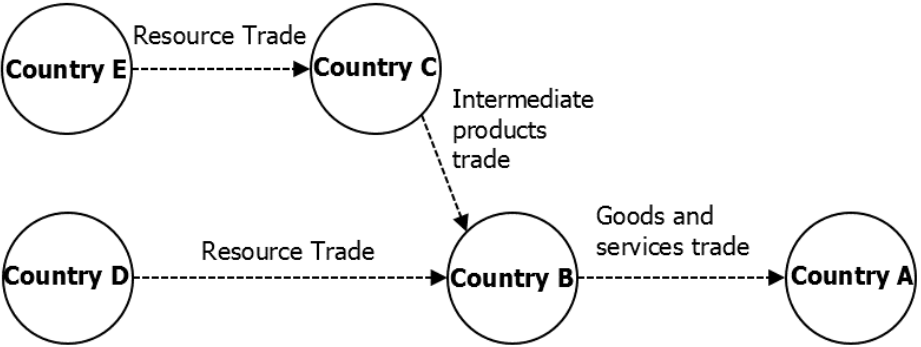 Resource Trade
Country E
Country C
Intermediate
products
trade
Goods and
services trade
Resource Trade
Country D
Country B
Country A